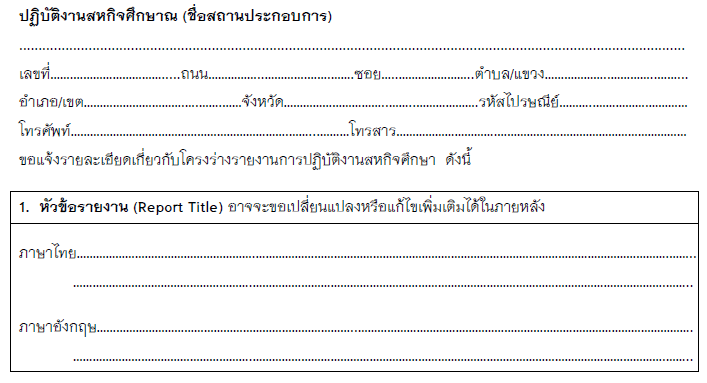 ปฏิบัติงานสหกิจศึกษาณ (ชื่อสถานประกอบการ)
................................................................................................................................
เลขที่..............................ถนน..................................ซอย......................ตำบล/แขวง..................................
อำเภอ/เขต......................................จังหวัด...............................................รหัสไปรษณีย์...............................
โทรศัพท์..................................................................โทรสาร......................................................................
ขอแจ้งรายละเอียดเกี่ยวกับโครงร่างรายงานการปฏิบัติงานสหกิจศึกษา ดังนี้
1. หัวข้อรายงาน (Report Title) อาจจะขอเปลี่ยนแปลงหรือแก้ไขเพิ่มเติมได้ในภายหลัง
ภาษาไทย................................................................................................................................
................................................................................................................................
ภาษาอังกฤษ................................................................................................................................
................................................................................................................................